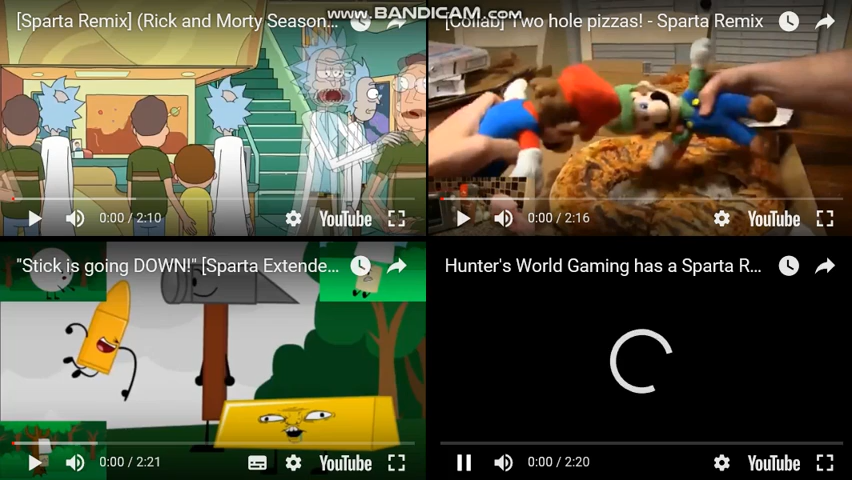 WWW.BANDICAM.COM
[Sparta Remix] (Rick and Morty Season...
[Collab] Two hole pizzas! - Sparta Remix
0:00 / 2:10
YouTube
0:00 / 2:16
YouTube
"Stick is going DOWN!" [Sparta Extende...
Hunter's World Gaming has a Sparta R...
0:00 / 2:21
YouTube
0:00 / 2:20
YouTube